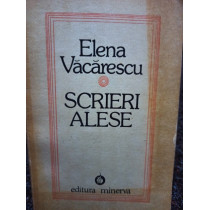 Elena
Văcărescu
SCRIERI
ALESE
editura minerva